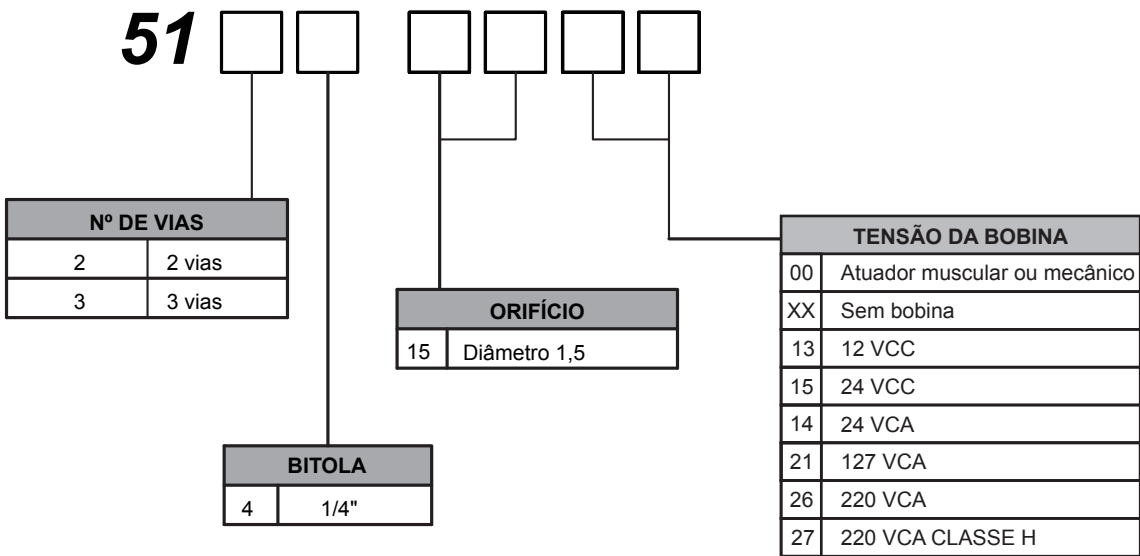 51
Nº DE VIAS
2 2 vias
3 3 vias
BITOLA
4 1/4"
ORIFÍCIO
15 Diâmetro 1,5
TENSÃO DA BOBINA
00 Atuador muscular ou mecânico
XX Sem bobina
13 12 VCC
15 24 VCC
14 24 VCA
21 127 VCA
26 220 VCA
27 220 VCA CLASSE H